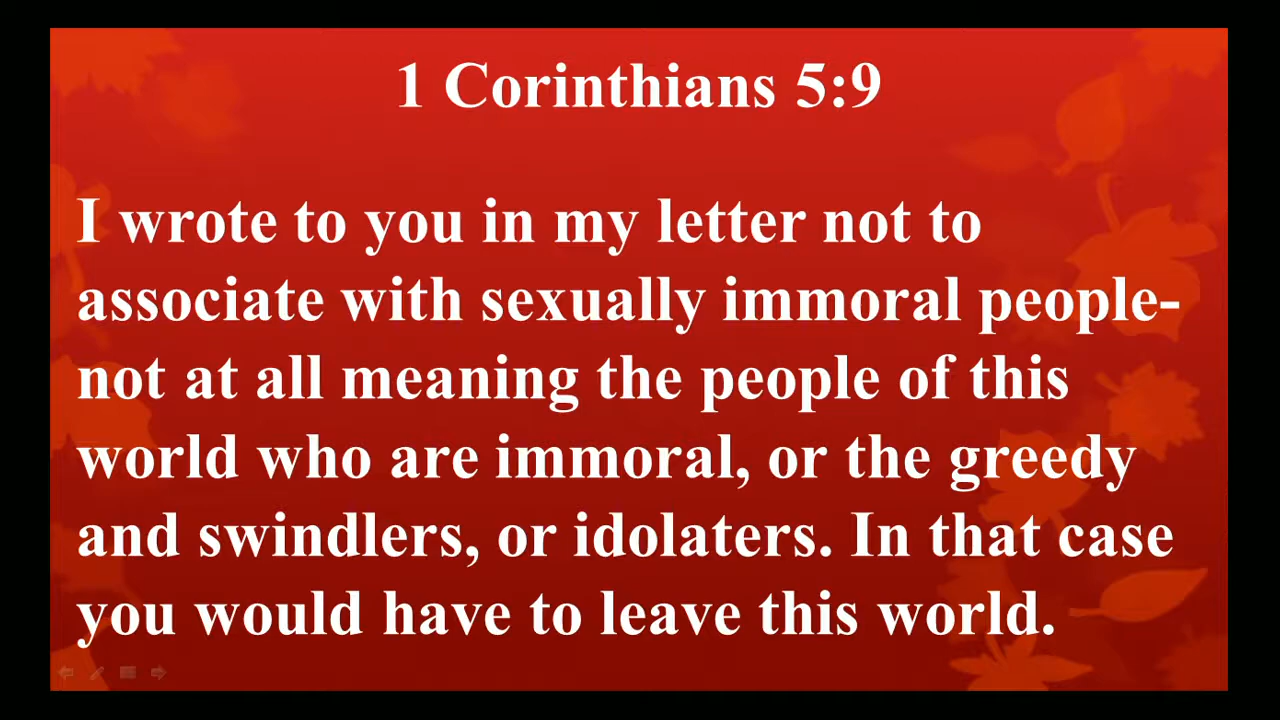 1 Corinthians 5:9
I wrote to you in my letter not to
associate with sexually immoral people-
not at all meaning the people of this
world who are immoral, or the greedy
and swindlers, or idolaters. In that case
you would have to leave this world.